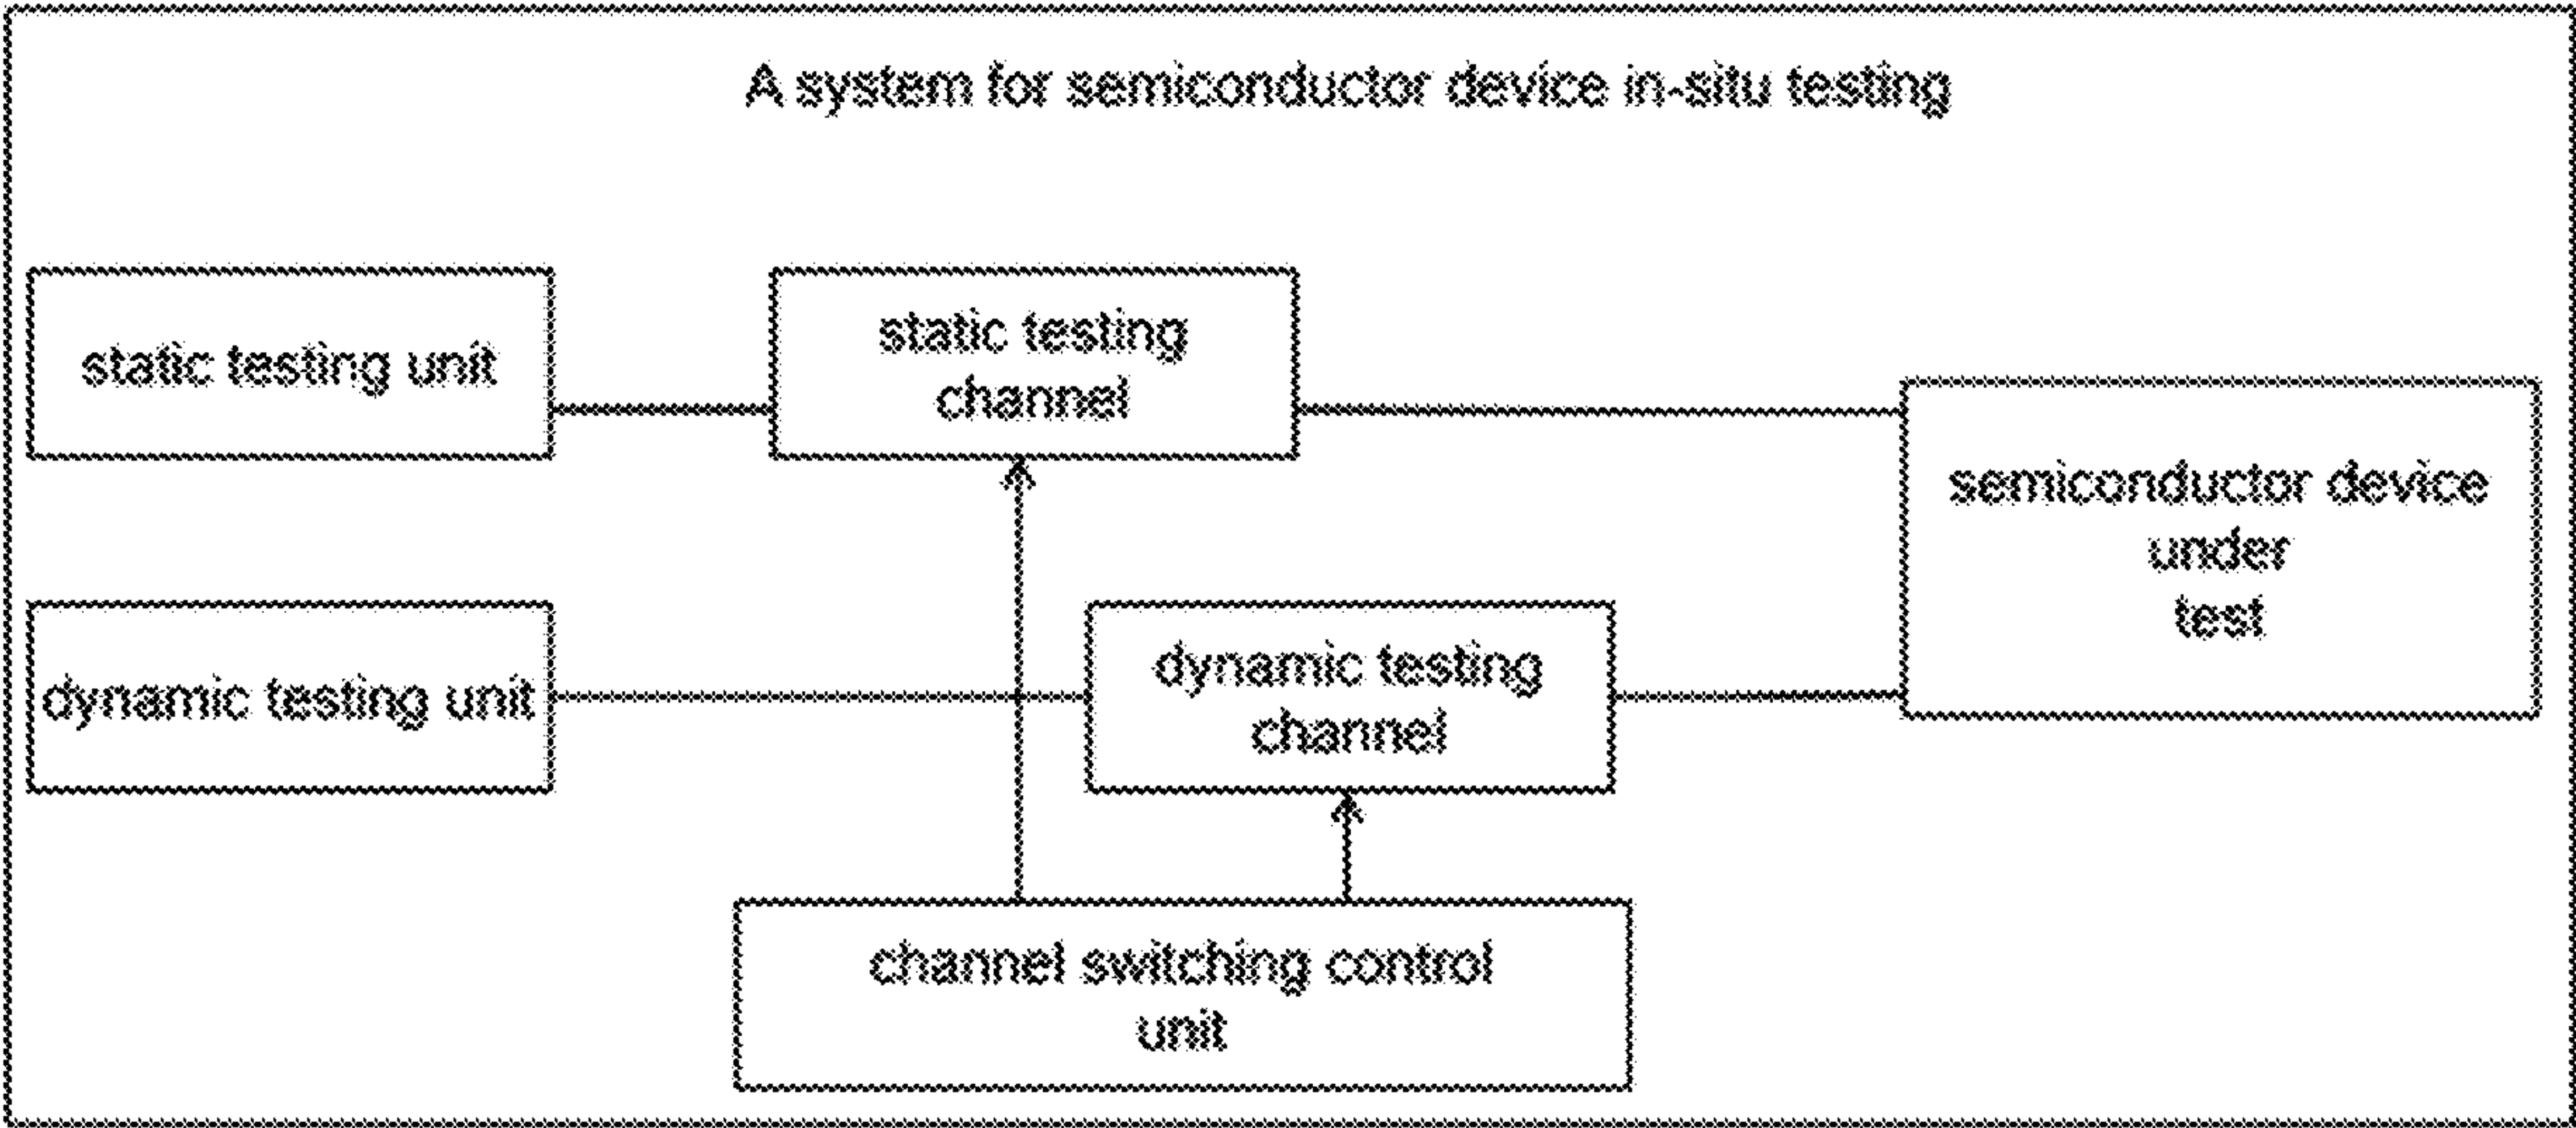 A system for semiconductor device in-situ testing
static testing unit
static testing
channel
semiconductor device
under
test
dynamic testing unit
dynamic testing
channel
channel switching control
unit